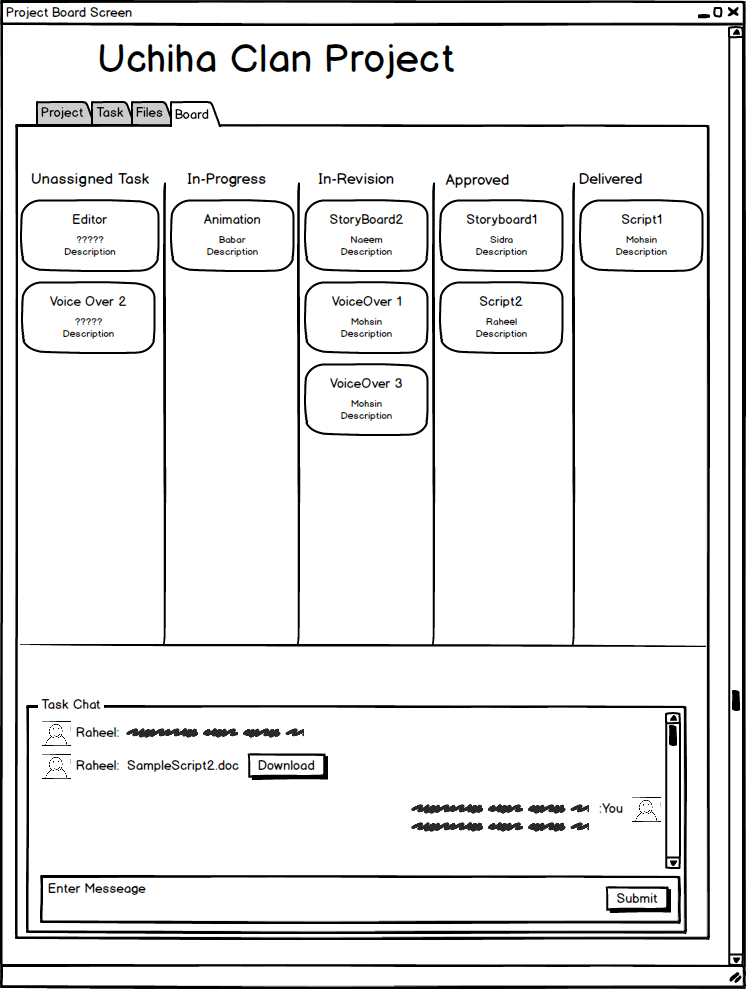 Project Board Screen
Uchiha Clan Project
Project Task Files Board
Unassigned Task In-Progress In-Revision Approved Delivered
Editor
?????
Description
Voice Over 2
?????
Description
Animation
Babar
Description
StoryBoard2
Naeem
Description
VoiceOver 1
Mohsin
Description
VoiceOver 3
Mohsin
Description
Storyboard1
Sidra
Description
Script2
Raheel
Description
Script1
Mohsin
Description
Task Chat
Raheel:
Raheel: SampleScript2.doc Download
:You
Enter Messeage
Submit